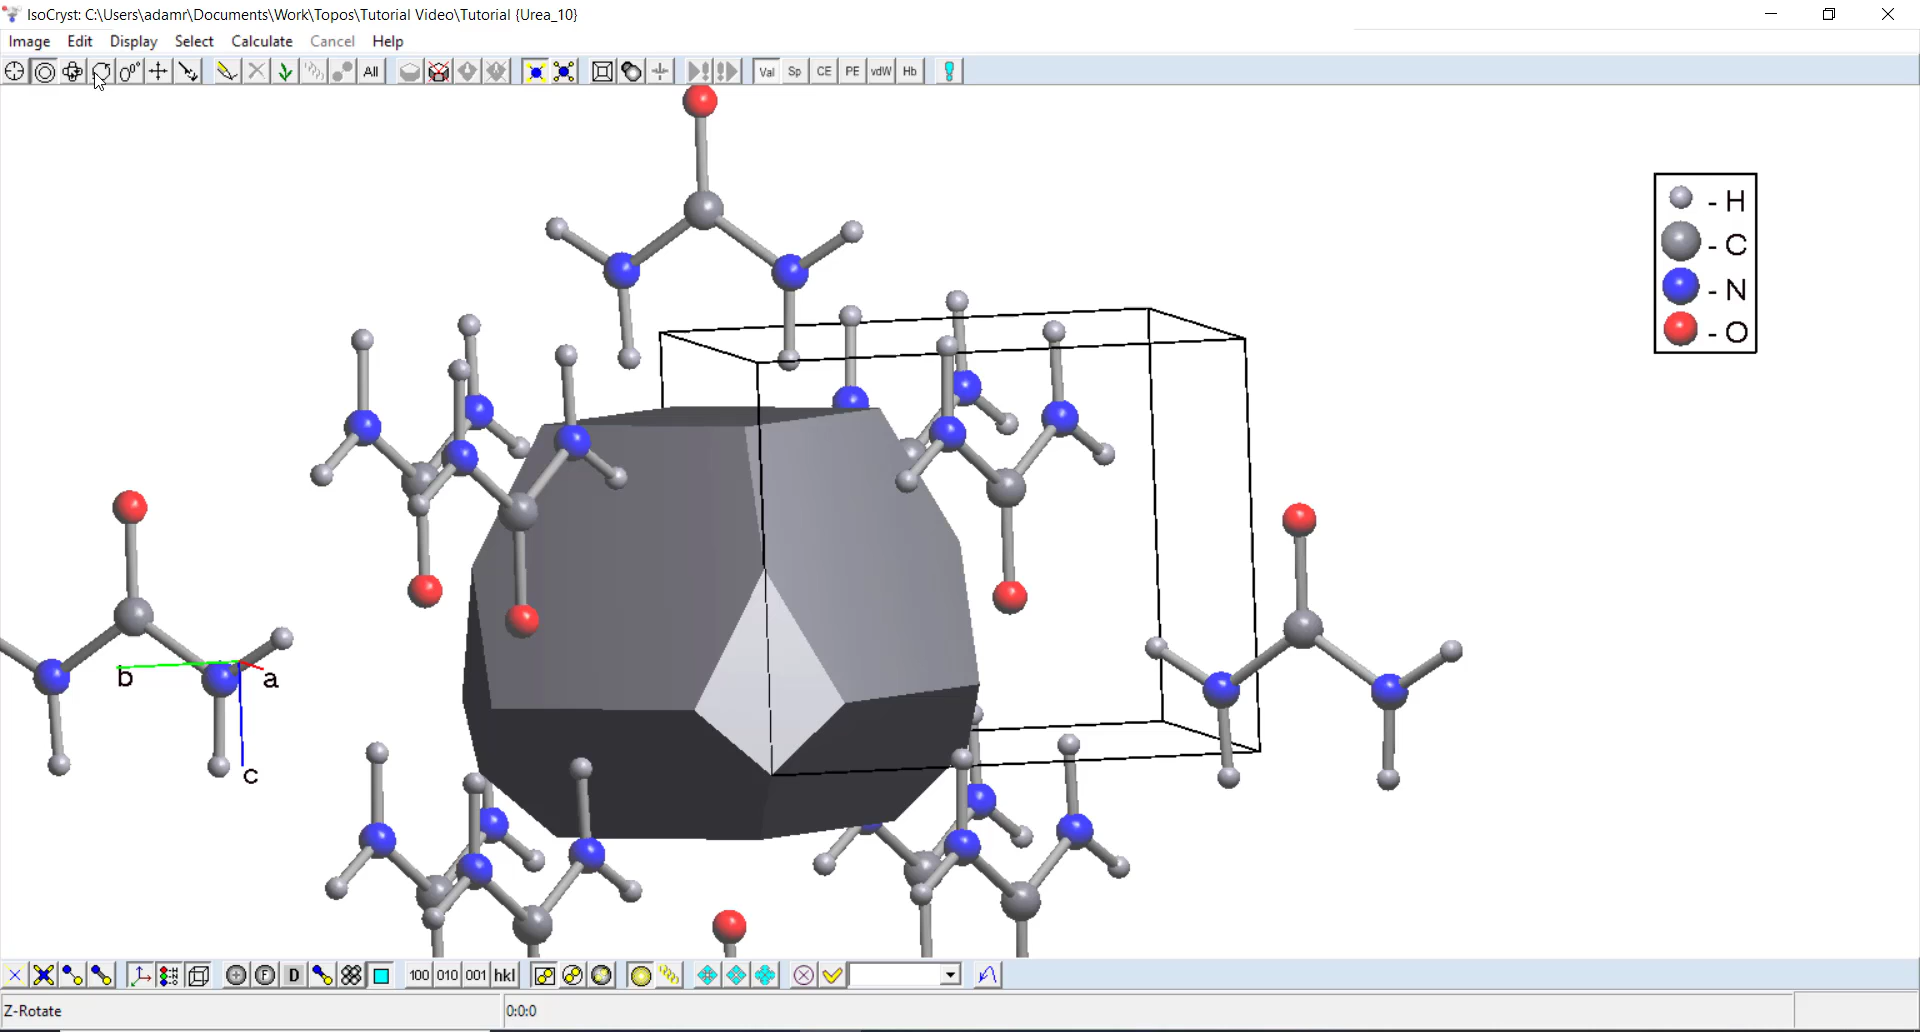 IsoCryst: C:\Users\adamr\Documents\Work\Topos\Tutorial Video\Tutorial {Urea_10}
Image Edit Display Select Calculate Cancel Help
All Val Sp CE PE vdW Hb
- H
- C
- N
- O
b
a
c
F D 100 010 001 hkl
Z-Rotate 0:0:0